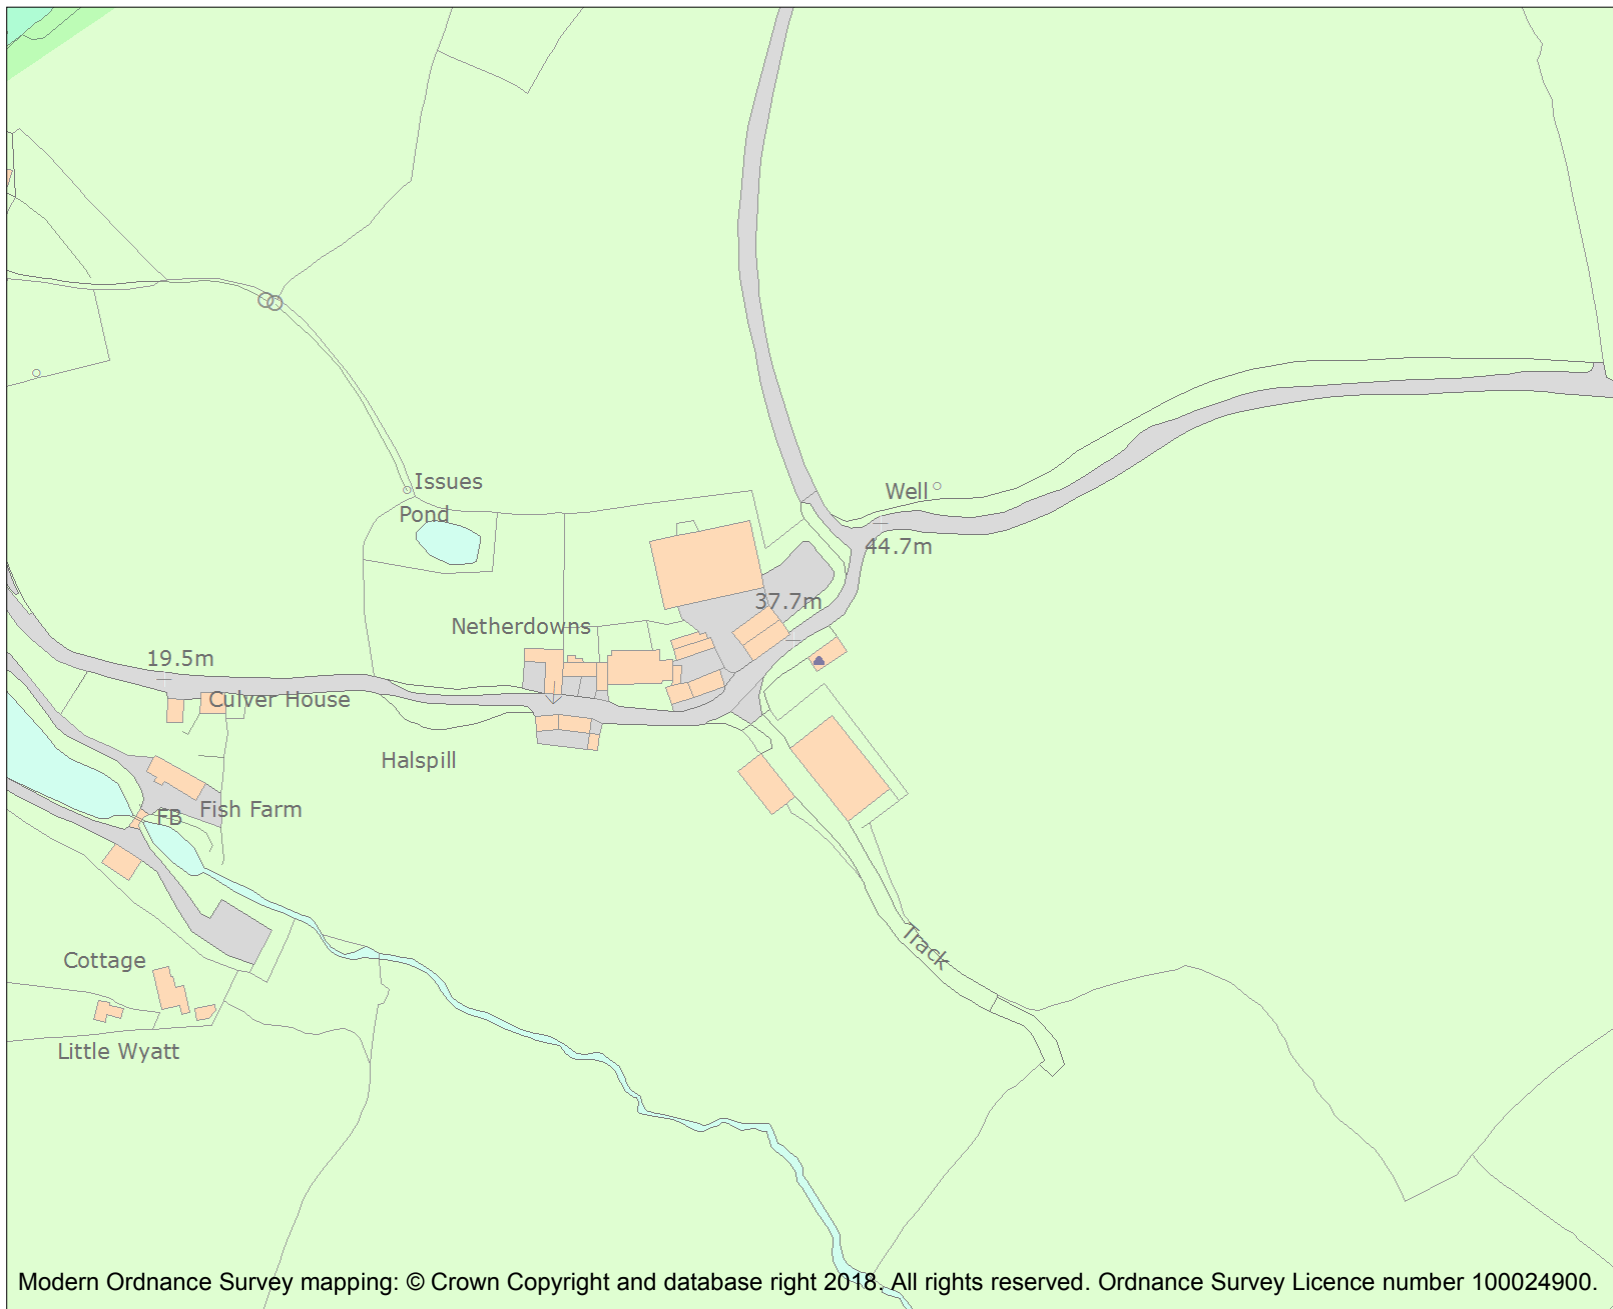 Issues
Well
Pond
44.7m
37.7m
Netherdowns
19.5m
Culver House
Halspill
Fish Farm
FB
Track
Cottage
Little Wyatt
Modern Ordnance Survey mapping: © Crown Copyright and database right 2018. All rights reserved. Ordnance Survey Licence number 100024900.